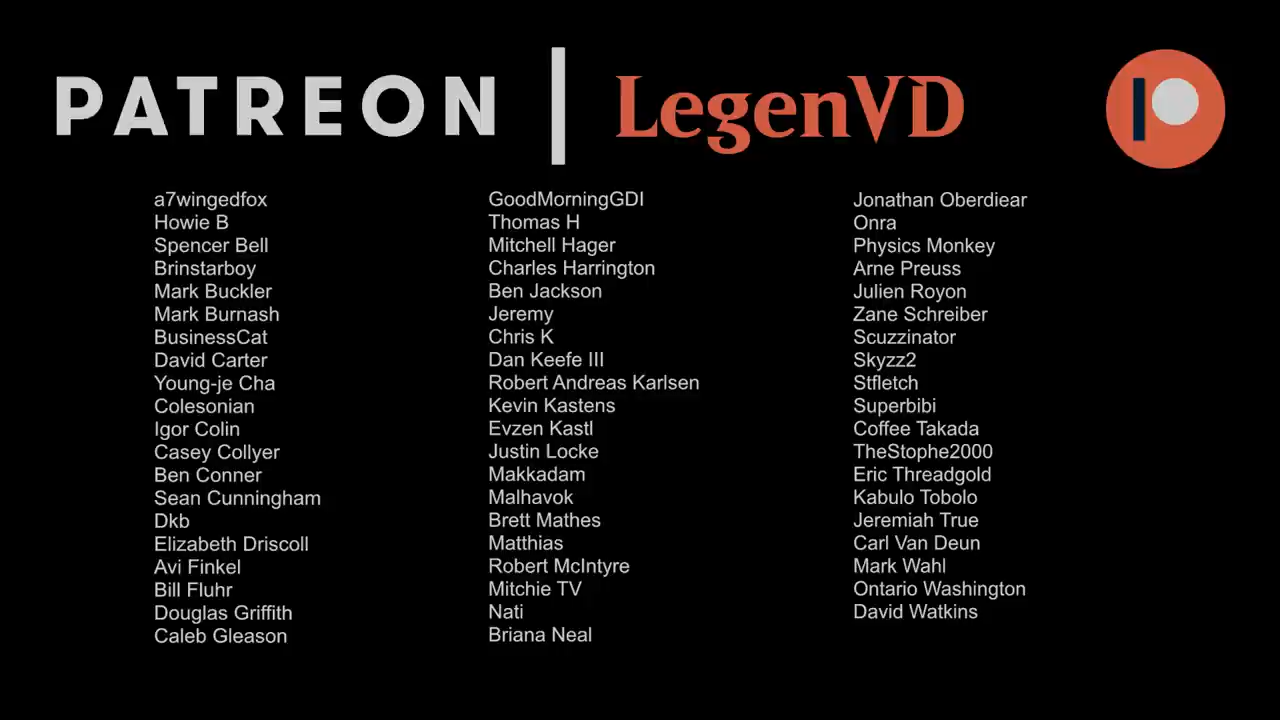 PATREON | LegenVD
a7wingedfox
Howie B
Spencer Bell
Brinstarboy
Mark Buckler
Mark Burnash
BusinessCat
David Carter
Young-je Cha
Colesonian
Igor Colin
Casey Collyer
Ben Conner
Sean Cunningham
Dkb
Elizabeth Driscoll
Avi Finkel
Bill Fluhr
Douglas Griffith
Caleb Gleason
GoodMorningGDI
Thomas H
Mitchell Hager
Charles Harrington
Ben Jackson
Jeremy
Chris K
Dan Keefe III
Robert Andreas Karlsen
Kevin Kastens
Evzen Kastl
Justin Locke
Makkadam
Malhavok
Brett Mathes
Matthias
Robert McIntyre
Mitchie TV
Nati
Briana Neal
Jonathan Oberdiear
Onra
Physics Monkey
Arne Preuss
Julien Royon
Zane Schreiber
Scuzzinator
Skyzz2
Stfletch
Superbibi
Coffee Takada
TheStophe2000
Eric Threadgold
Kabulo Tobolo
Jeremiah True
Carl Van Deun
Mark Wahl
Ontario Washington
David Watkins